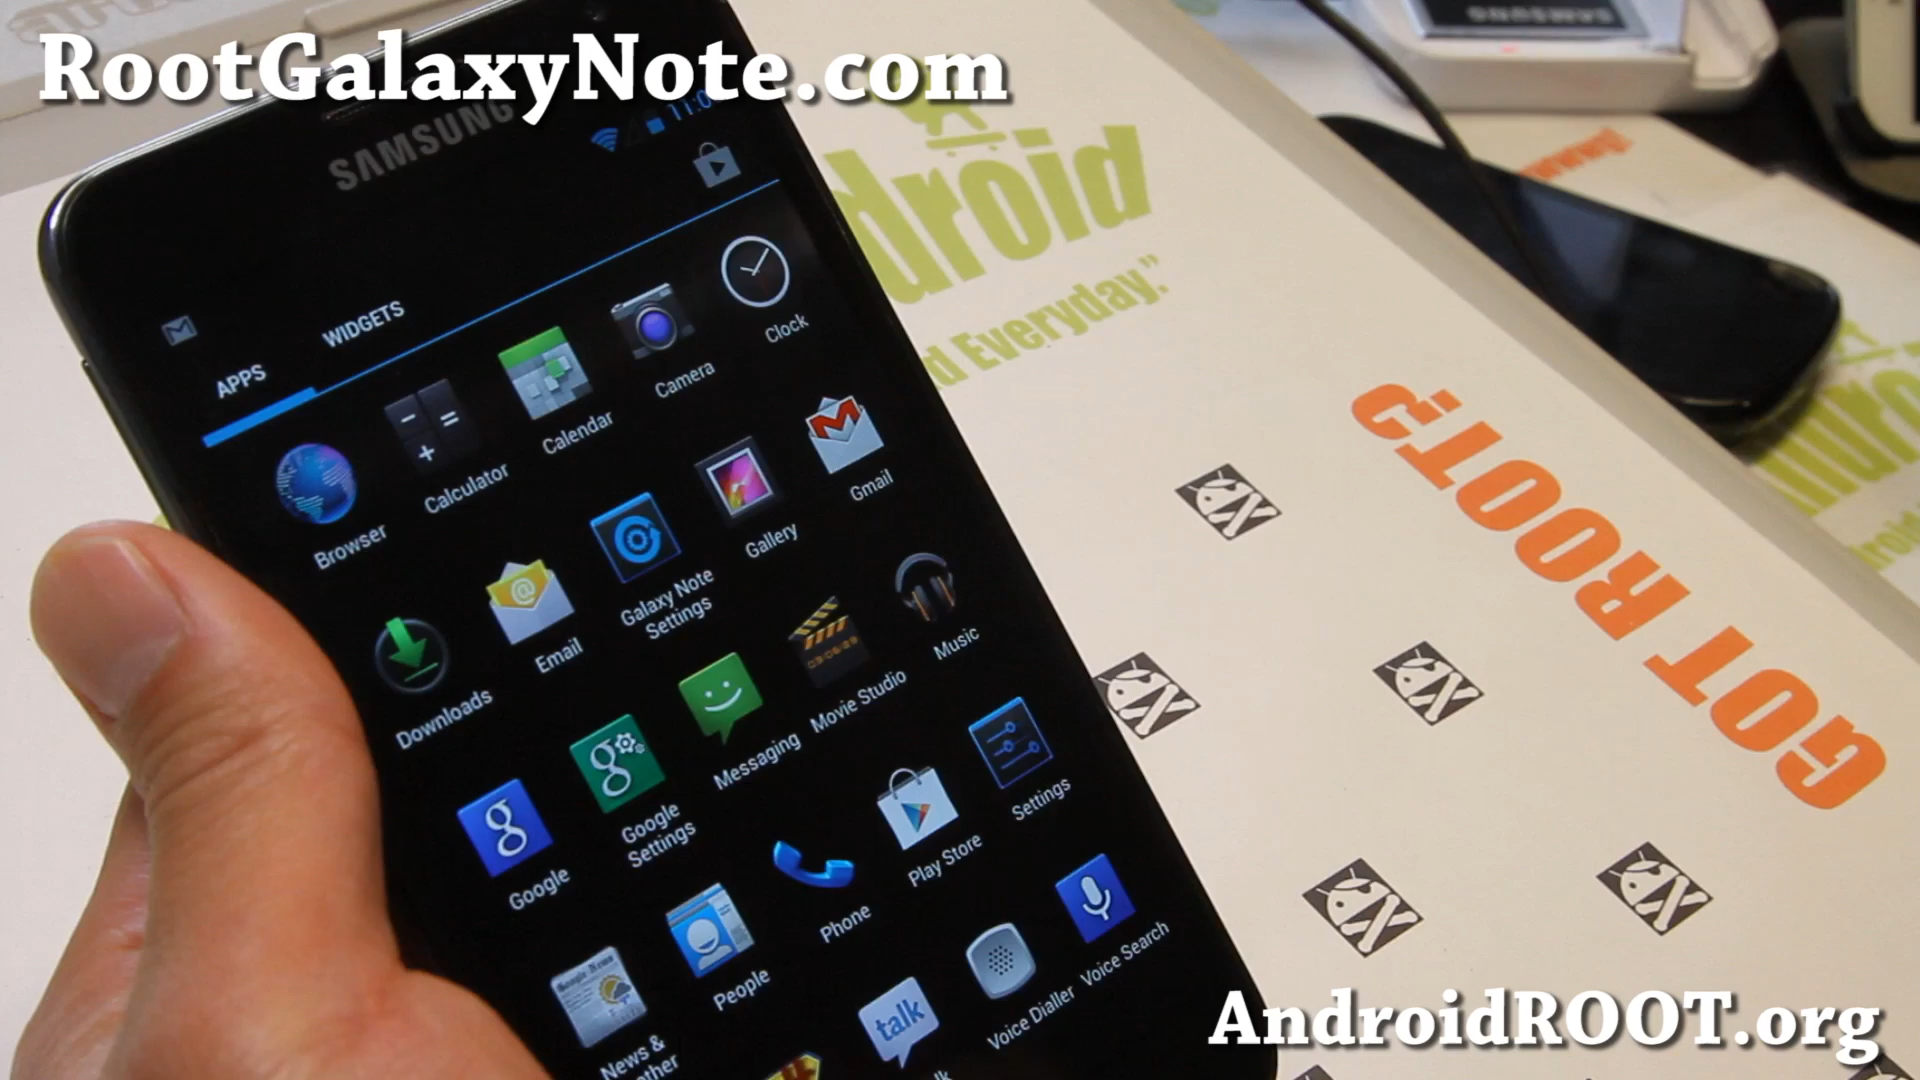 RootGalaxyNote.com
SAMSUNG
SAMSUNG
APPS
WIDGETS
Browser
Calculator
Calendar
Camera
Clock
Downloads
Email
Galaxy Note
Settings
Gallery
Gmail
Google
Google
Settings
Messaging
Movie Studio
Music
News &
People
Phone
Play Store
Settings
talk
Voice Dialler
Voice Search
Everyday."
GOT ROOT?
AndroidROOT.org